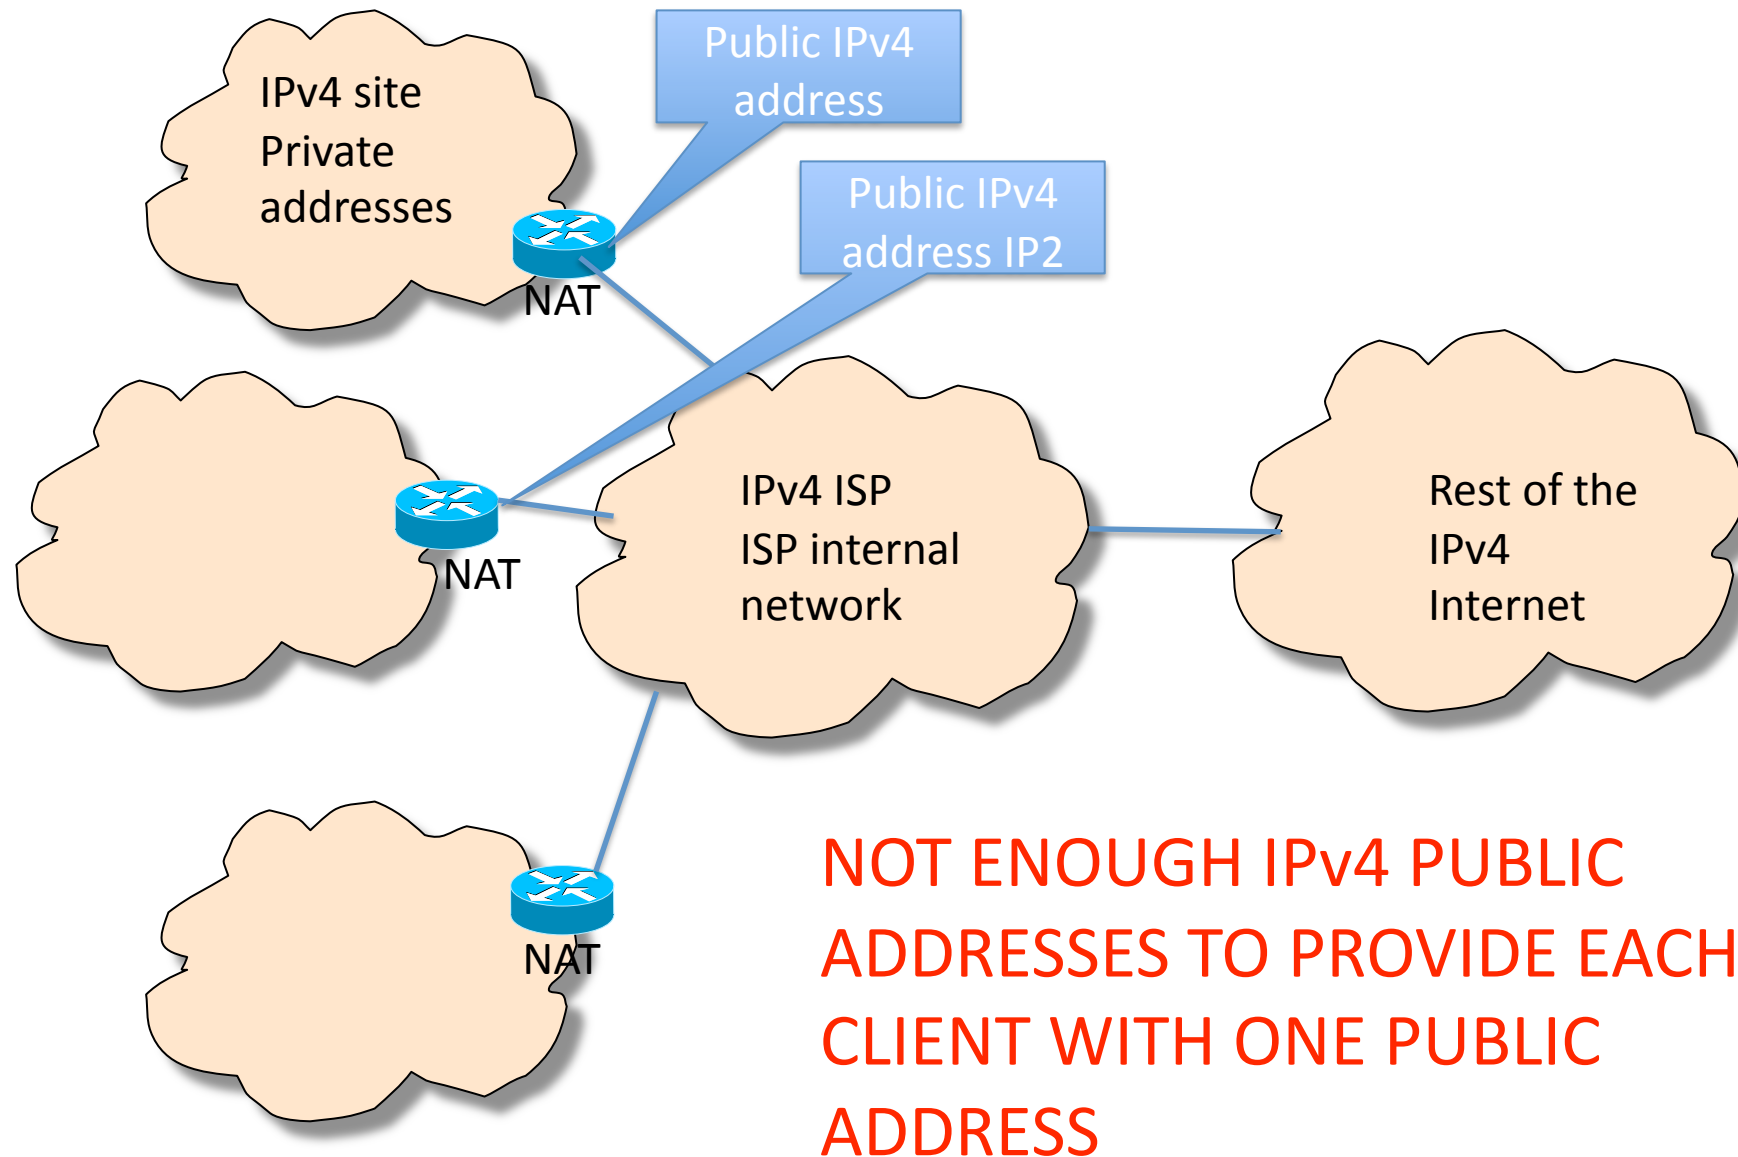 Public IPv4
address
IPv4 site
Private
addresses
Public IPv4
address IP2
NAT
IPv4 ISP
ISP internal
network
Rest of the
IPv4
Internet
NAT
NOT ENOUGH IPv4 PUBLIC
ADDRESSES TO PROVIDE EACH
CLIENT WITH ONE PUBLIC
ADDRESS
NAT